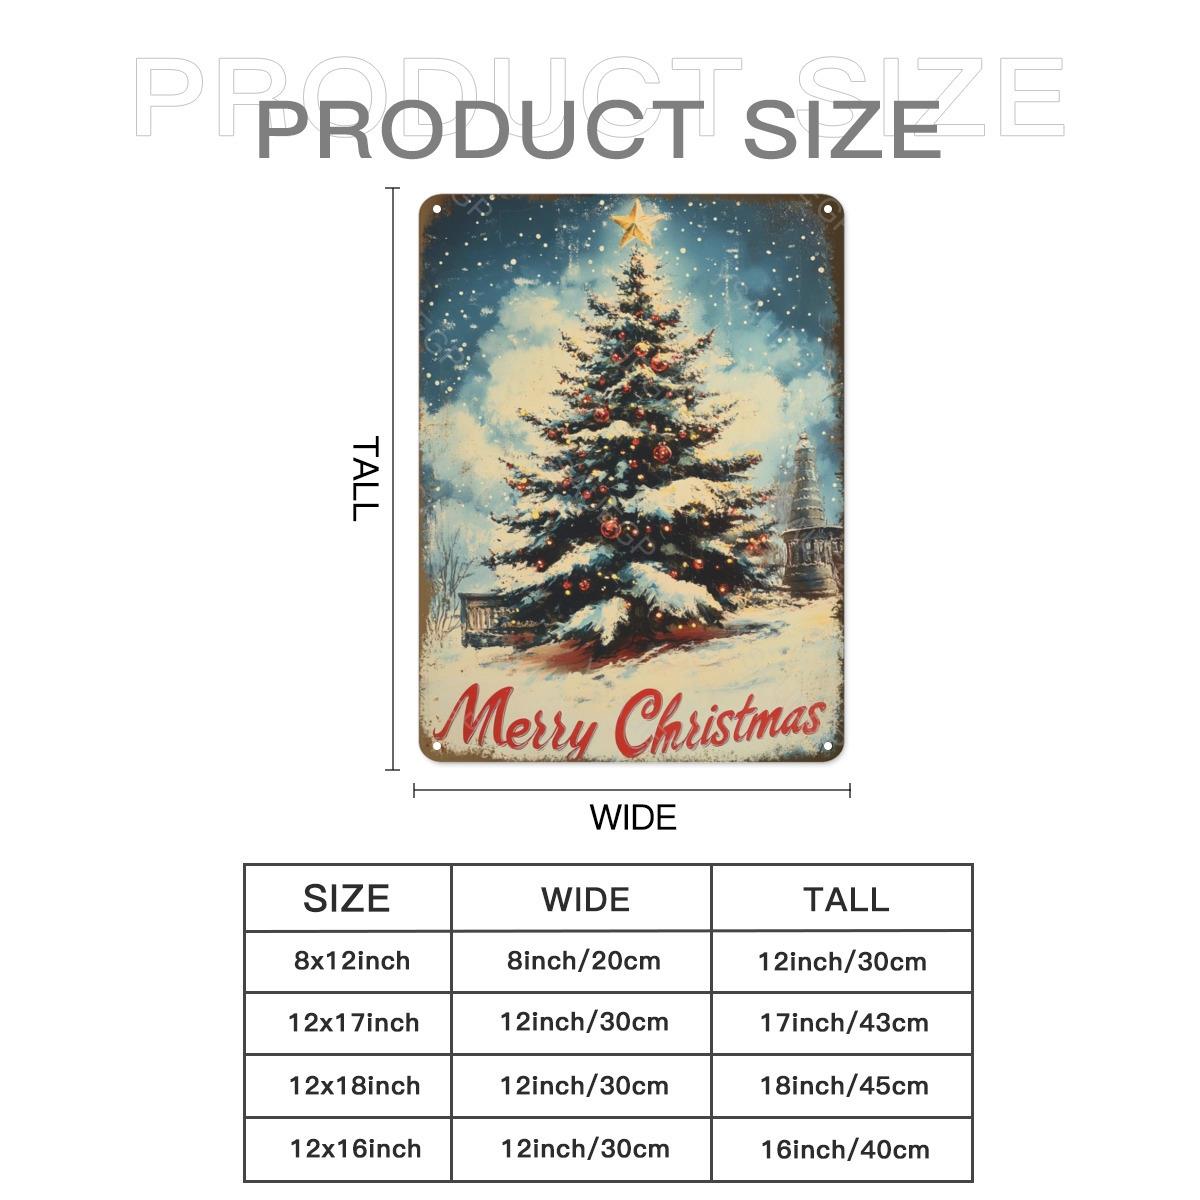 PRODUCT SIZE
PRODUCT SIZE
TALL
Merry Christmas
WIDE
SIZE WIDE TALL
8x12inch 8inch/20cm 12inch/30cm
12x17inch 12inch/30cm 17inch/43cm
12x18inch 12inch/30cm 18inch/45cm
12x16inch 12inch/30cm 16inch/40cm